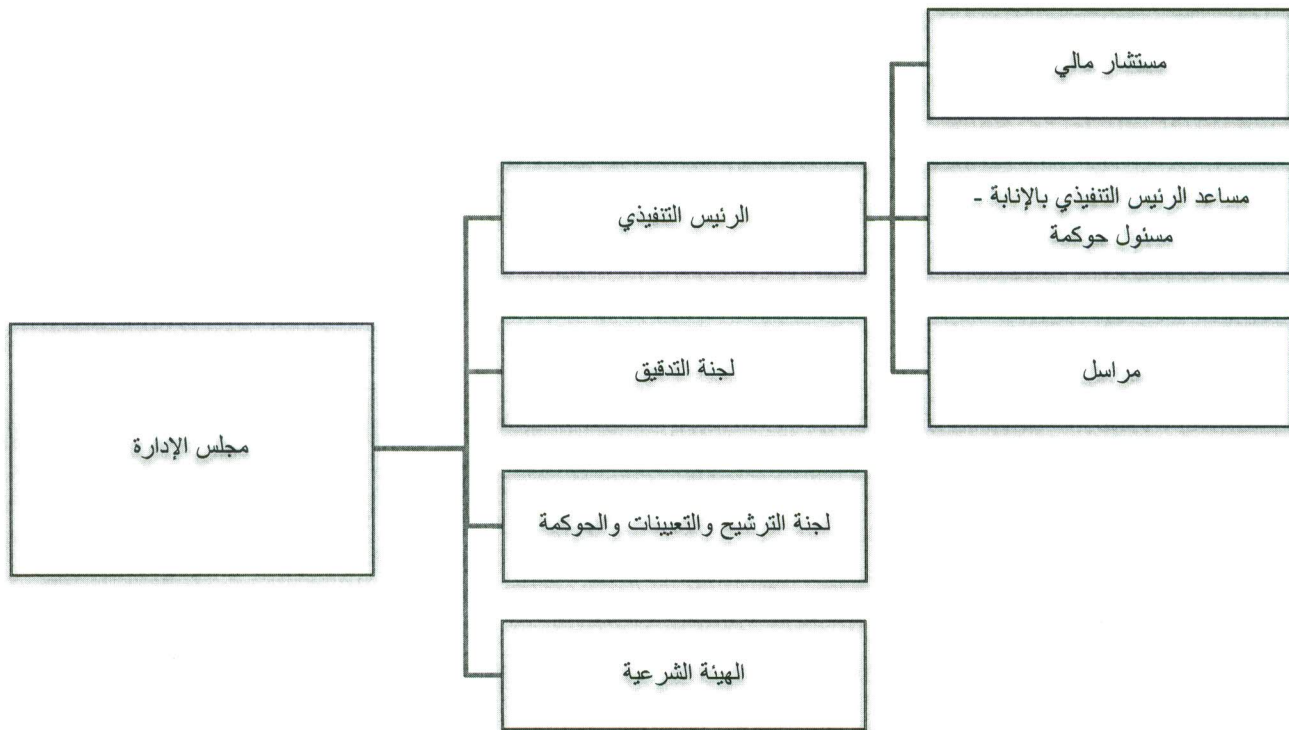 مجلس الإدارة
الرئيس التنفيذي
لجنة التدقيق
لجنة الترشيح والتعيينات والحوكمة
الهيئة الشرعية
مستشار مالي
مساعد الرئيس التنفيذي بالإنابة -
مسئول حوكمة
مراسل